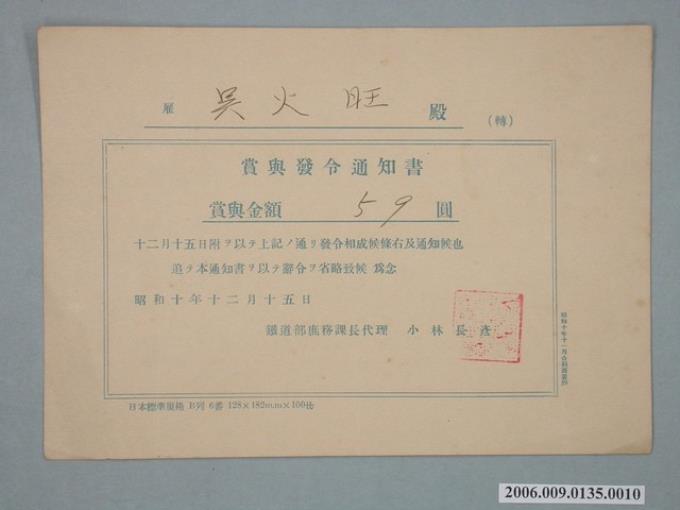 雇 吳火旺 殿 (轉)
賞與發令通知書
賞與金額 59 圓
十二月十五日附ヲ以テ上記ノ通リ發令相成候條右及通知候也
追テ本通知書ヲ以テ辭令ヲ省略致候 爲念
昭和十年十二月十五日
鐵道部庶務課長代理 小林長彥
日本標準規格 B列 6番 128×182m.m×100枚
2006.009.0135.0010